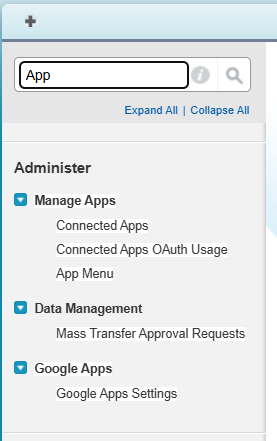 App
Expand All | Collapse All
Administer
Manage Apps
Connected Apps
Connected Apps OAuth Usage
App Menu
Data Management
Mass Transfer Approval Requests
Google Apps
Google Apps Settings